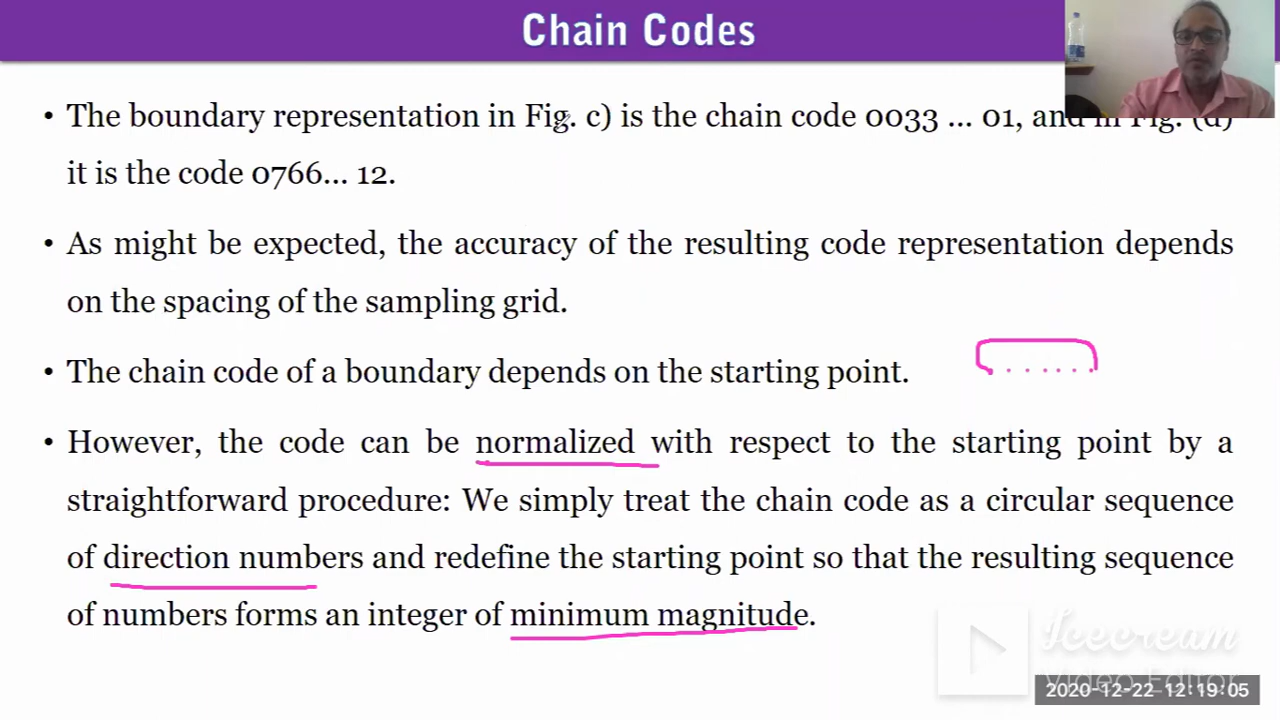 Chain Codes
• The boundary representation in Fig. c) is the chain code 0033 ... 01, and in Fig. (d)
it is the code 0766... 12.
• As might be expected, the accuracy of the resulting code representation depends
on the spacing of the sampling grid.
• The chain code of a boundary depends on the starting point.
• However, the code can be normalized with respect to the starting point by a
straightforward procedure: We simply treat the chain code as a circular sequence
of direction numbers and redefine the starting point so that the resulting sequence
of numbers forms an integer of minimum magnitude.
Icecream
Video Editor
2020-12-22 12:19:05